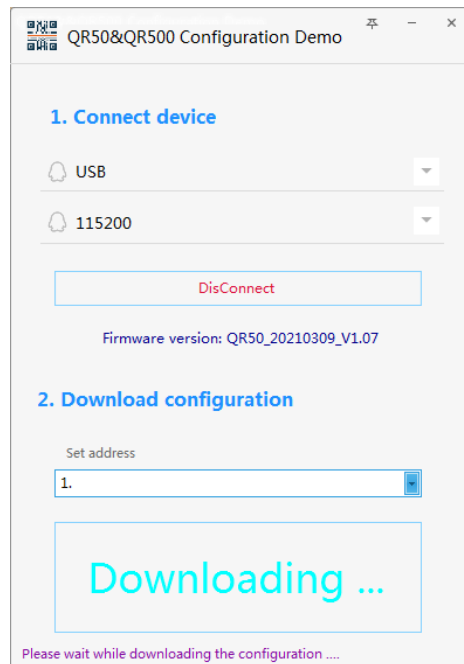 QR50&QR500 Configuration Demo
1. Connect device
USB
115200
DisConnect
Firmware version: QR50_20210309_V1.07
2. Download configuration
Set address
1.
Downloading ...
Please wait while downloading the configuration ....